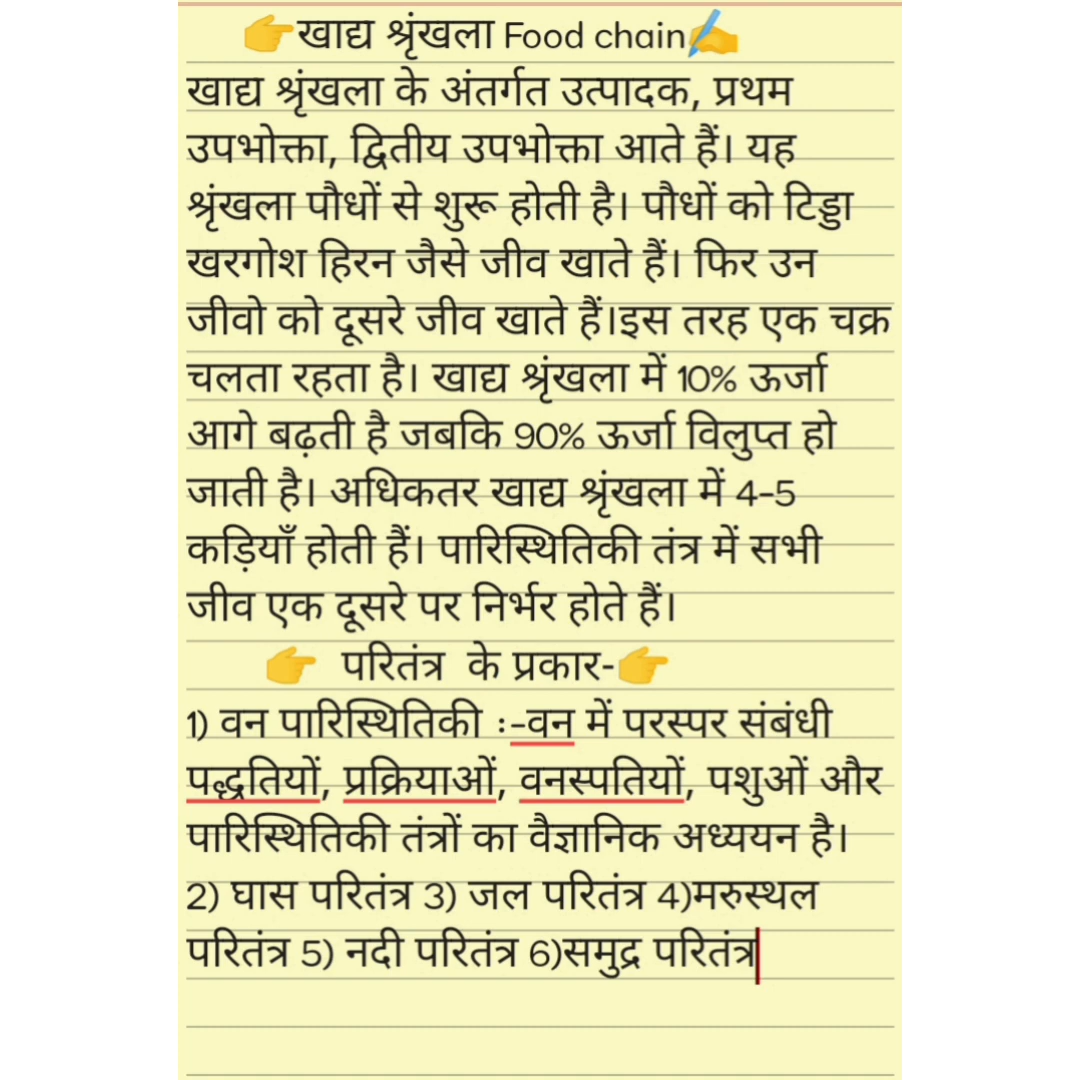 👉खाद्य श्रृंखला Food chain✍
खाद्य श्रृंखला के अंतर्गत उत्पादक, प्रथम
उपभोक्ता, द्वितीय उपभोक्ता आते हैं। यह
श्रृंखला पौधों से शुरू होती है। पौधों को टिड्डा
खरगोश हिरन जैसे जीव खाते हैं। फिर उन
जीवो को दूसरे जीव खाते हैं।इस तरह एक चक्र
चलता रहता है। खाद्य श्रृंखला में 10% ऊर्जा
आगे बढ़ती है जबकि 90% ऊर्जा विलुप्त हो
जाती है। अधिकतर खाद्य श्रृंखला में 4-5
कड़ियाँ होती हैं। पारिस्थितिकी तंत्र में सभी
जीव एक दूसरे पर निर्भर होते हैं।
👉 परितंत्र के प्रकार-👉
1) वन पारिस्थितिकी :-वन में परस्पर संबंधी
पद्धतियों, प्रक्रियाओं, वनस्पतियों, पशुओं और
पारिस्थितिकी तंत्रों का वैज्ञानिक अध्ययन है।
2) घास परितंत्र 3) जल परितंत्र 4)मरुस्थल
परितंत्र 5) नदी परितंत्र 6)समुद्र परितंत्र